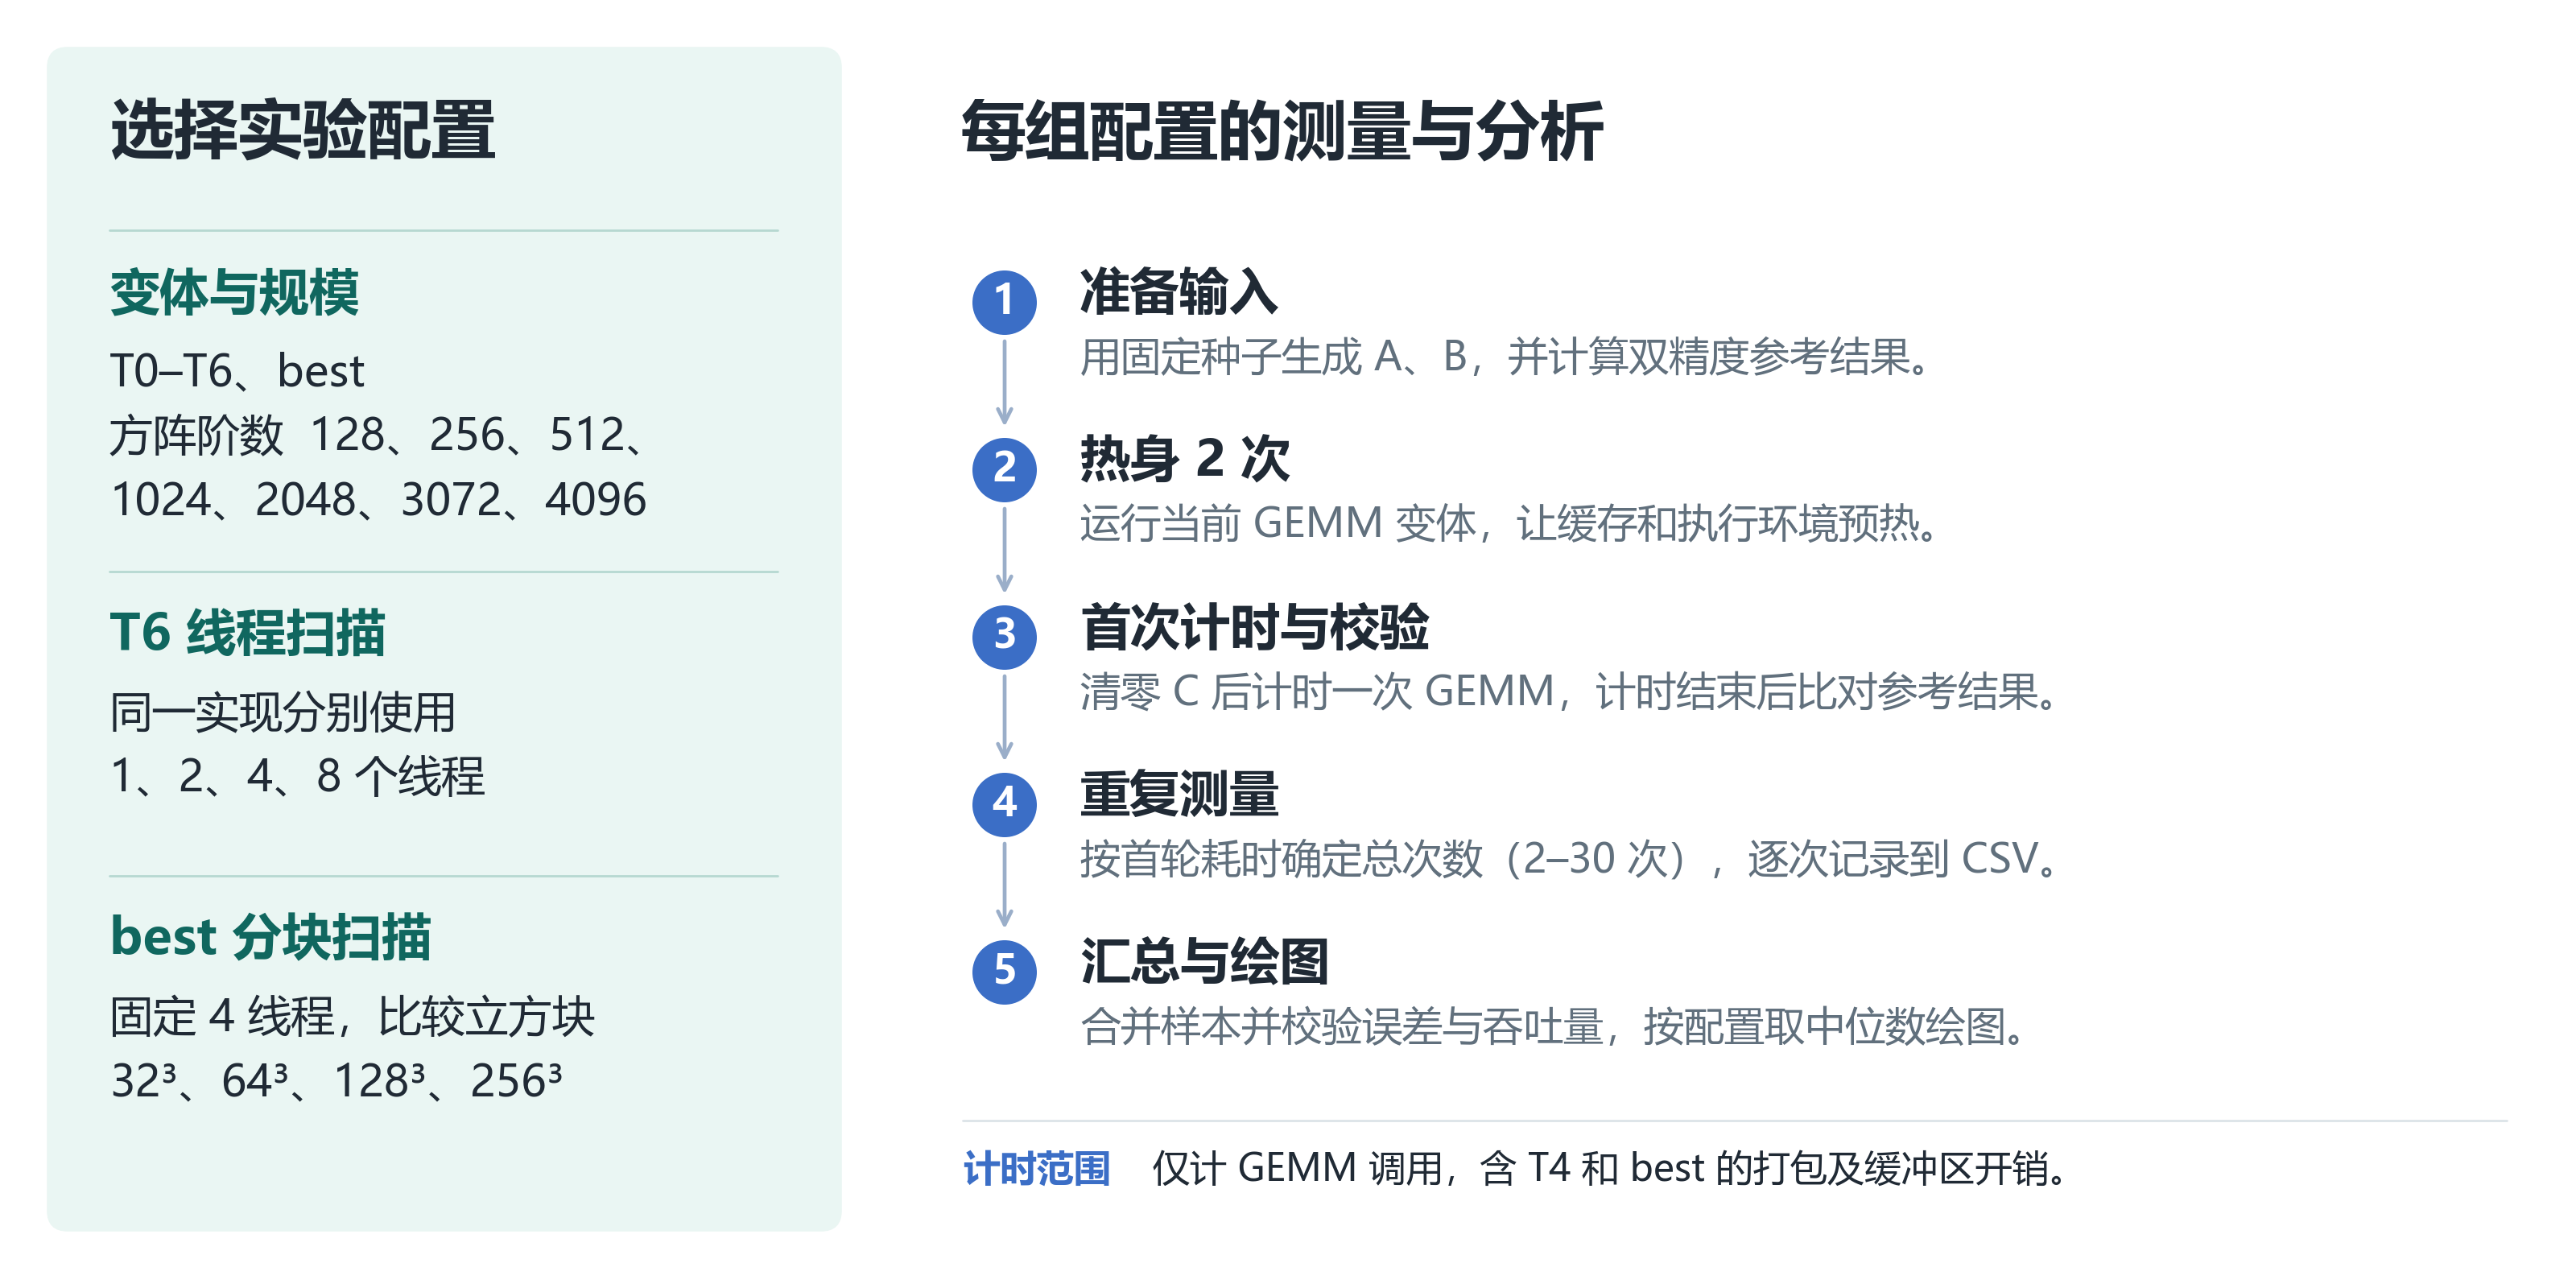 选择实验配置
变体与规模
T0–T6、best
方阵阶数 128、256、512、
1024、2048、3072、4096
T6 线程扫描
同一实现分别使用
1、2、4、8 个线程
best 分块扫描
固定 4 线程，比较立方块
32³、64³、128³、256³
每组配置的测量与分析
1 准备输入
用固定种子生成 A、B，并计算双精度参考结果。
2 热身 2 次
运行当前 GEMM 变体，让缓存和执行环境预热。
3 首次计时与校验
清零 C 后计时一次 GEMM，计时结束后比对参考结果。
4 重复测量
按首轮耗时确定总次数（2–30 次），逐次记录到 CSV。
5 汇总与绘图
合并样本并校验误差与吞吐量，按配置取中位数绘图。
计时范围 仅计 GEMM 调用，含 T4 和 best 的打包及缓冲区开销。